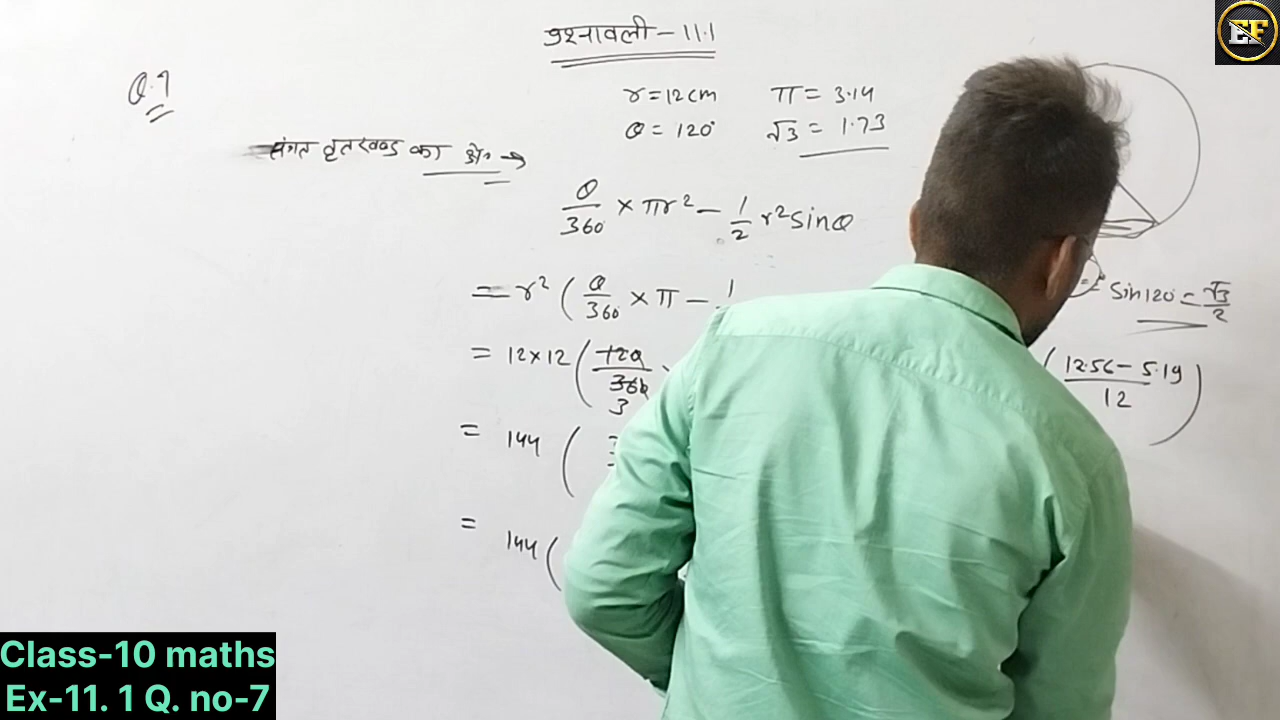 प्रश्नावली - 11.1
Q.7
r = 12cm π = 3.14
θ = 120° √3 = 1.73
संगत वृतखण्ड का क्षे॰ →
θ/360 × πr² - 1/2 r² sinθ
= r² ( θ/360 × π - 1
sin120 = √3/2
= 12×12 ( 120/360 3
( 12.56 - 5.19 / 12 )
= 144 (
= 144 (
EF
Class-10 maths
Ex-11. 1 Q. no-7